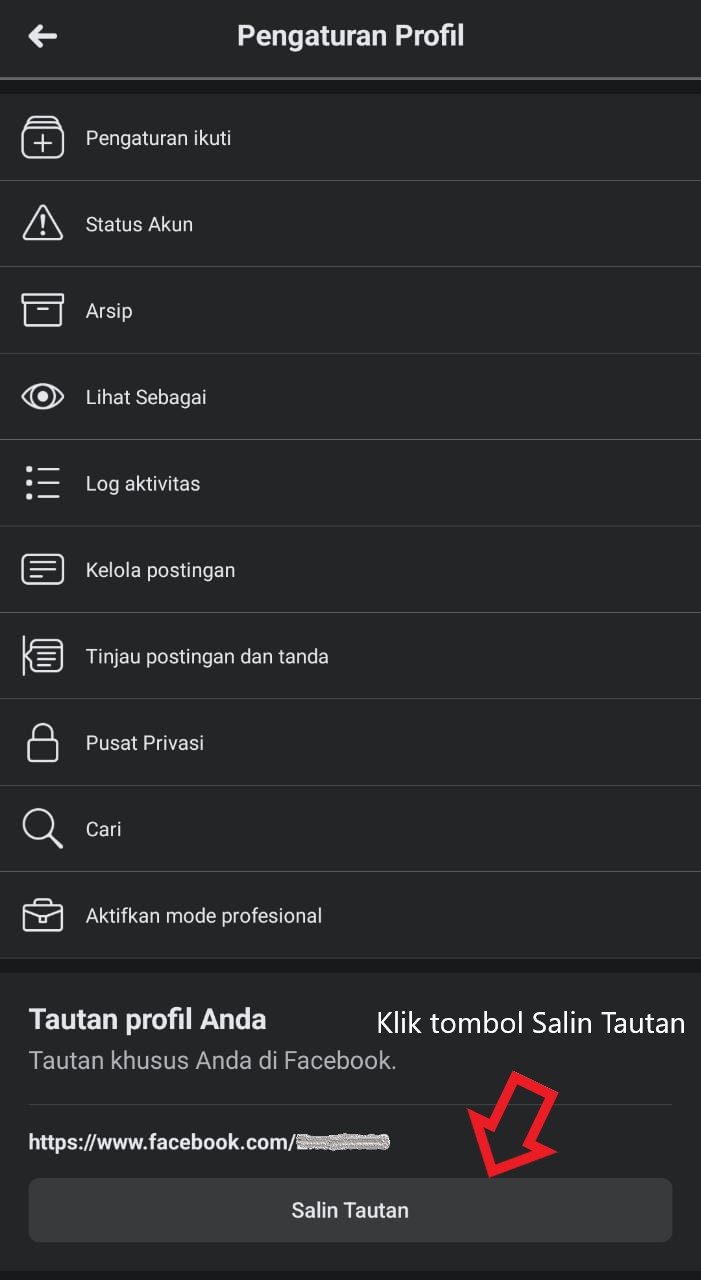 Pengaturan Profil
Pengaturan ikuti
Status Akun
Arsip
Lihat Sebagai
Log aktivitas
Kelola postingan
Tinjau postingan dan tanda
Pusat Privasi
Cari
Aktifkan mode profesional
Tautan profil Anda
Klik tombol Salin Tautan
Tautan khusus Anda di Facebook.
https://www.facebook.com/
Salin Tautan